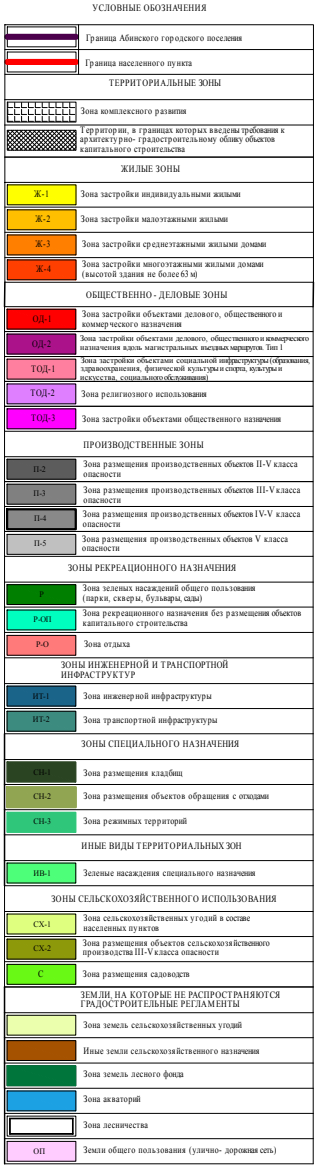 УСЛОВНЫЕ ОБОЗНАЧЕНИЯ
Граница Абинского городского поселения
Граница населенного пункта
ТЕРРИТОРИАЛЬНЫЕ ЗОНЫ
Зона комплексного развития
Территории, в границах которых введены требования к
архитектурно- градостроительному облику объектов
капитального строительства
ЖИЛЫЕ ЗОНЫ
Ж-1 Зона застройки индивидуальными жилыми
Ж-2 Зона застройки малоэтажными жилыми
Ж-3 Зона застройки среднеэтажными жилыми домами
Ж-4 Зона застройки многоэтажными жилыми домами
(высотой здания не более 63 м)
ОБЩЕСТВЕННО - ДЕЛОВЫЕ ЗОНЫ
ОД-1 Зона застройки объектами делового, общественного и
коммерческого назначения
ОД-2 Зона застройки объектами делового, общественного и коммерческого
назначения вдоль магистральных въездных маршрутов. Тип 1
ТОД-1 Зона застройки объектами социальной инфраструктуры (образования,
здравоохранения, физической культуры и спорта, культуры и
искусства, социального обслуживания)
ТОД-2 Зона религиозного использования
ТОД-3 Зона застройки объектами общественного назначения
ПРОИЗВОДСТВЕННЫЕ ЗОНЫ
П-2 Зона размещения производственных объектов II-V класса
опасности
П-3 Зона размещения производственных объектов III-V класса
опасности
П-4 Зона размещения производственных объектов IV-V класса
опасности
П-5 Зона размещения производственных объектов V класса
опасности
ЗОНЫ РЕКРЕАЦИОННОГО НАЗНАЧЕНИЯ
Р Зона зеленых насаждений общего пользования
(парки, скверы, бульвары, сады)
Р-ОП Зона рекреационного назначения без размещения объектов
капитального строительства
Р-О Зона отдыха
ЗОНЫ ИНЖЕНЕРНОЙ И ТРАНСПОРТНОЙ
ИНФРАСТРУКТУР
ИТ-1 Зона инженерной инфраструктуры
ИТ-2 Зона транспортной инфраструктуры
ЗОНЫ СПЕЦИАЛЬНОГО НАЗНАЧЕНИЯ
СН-1 Зона размещения кладбищ
СН-2 Зона размещения объектов обращения с отходами
СН-3 Зона режимных территорий
ИНЫЕ ВИДЫ ТЕРРИТОРИАЛЬНЫХ ЗОН
ИВ-1 Зеленые насаждения специального назначения
ЗОНЫ СЕЛЬСКОХОЗЯЙСТВЕННОГО ИСПОЛЬЗОВАНИЯ
СХ-1 Зона сельскохозяйственных угодий в составе
населенных пунктов
СХ-2 Зона размещения объектов сельскохозяйственного
производства III-V класса опасности
С Зона размещения садоводств
ЗЕМЛИ, НА КОТОРЫЕ НЕ РАСПРОСТРАНЯЮТСЯ
ГРАДОСТРОИТЕЛЬНЫЕ РЕГЛАМЕНТЫ
Зона земель сельскохозяйственных угодий
Иные земли сельскохозяйственного назначения
Зона земель лесного фонда
Зона акваторий
Зона лесничества
ОП Земли общего пользования (улично- дорожная сеть)